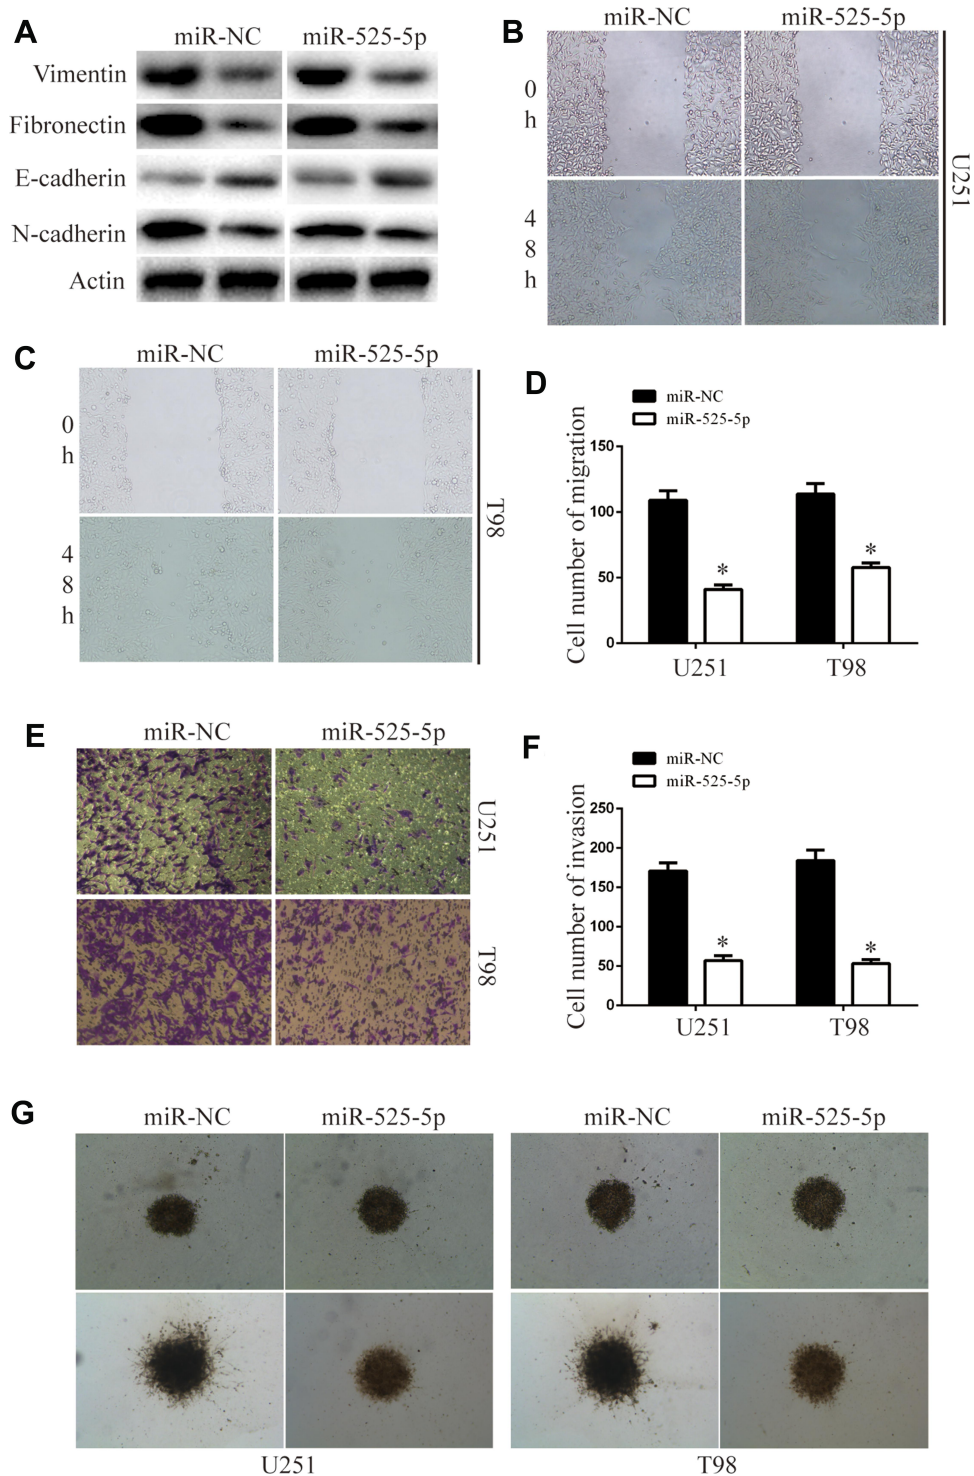 A
miR-NC miR-525-5p
Vimentin
Fibronectin
E-cadherin
N-cadherin
Actin
B
miR-NC miR-525-5p
0
h
4
8
h
U251
C
miR-NC miR-525-5p
0
h
4
8
h
T98
D
miR-NC
miR-525-5p
Cell number of migration
150
100
50
0
*
*
U251 T98
E
miR-NC miR-525-5p
U251
T98
F
miR-NC
miR-525-5p
Cell number of invasion
250
200
150
100
50
0
*
*
U251 T98
G
miR-NC miR-525-5p miR-NC miR-525-5p
U251 T98